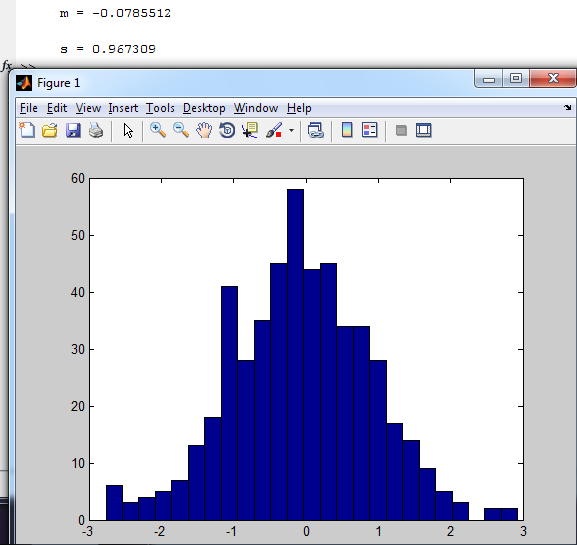 m = -0.0785512
s = 0.967309
fx >>
Figure 1
File Edit View Insert Tools Desktop Window Help
60
50
40
30
20
10
0
-3 -2 -1 0 1 2 3